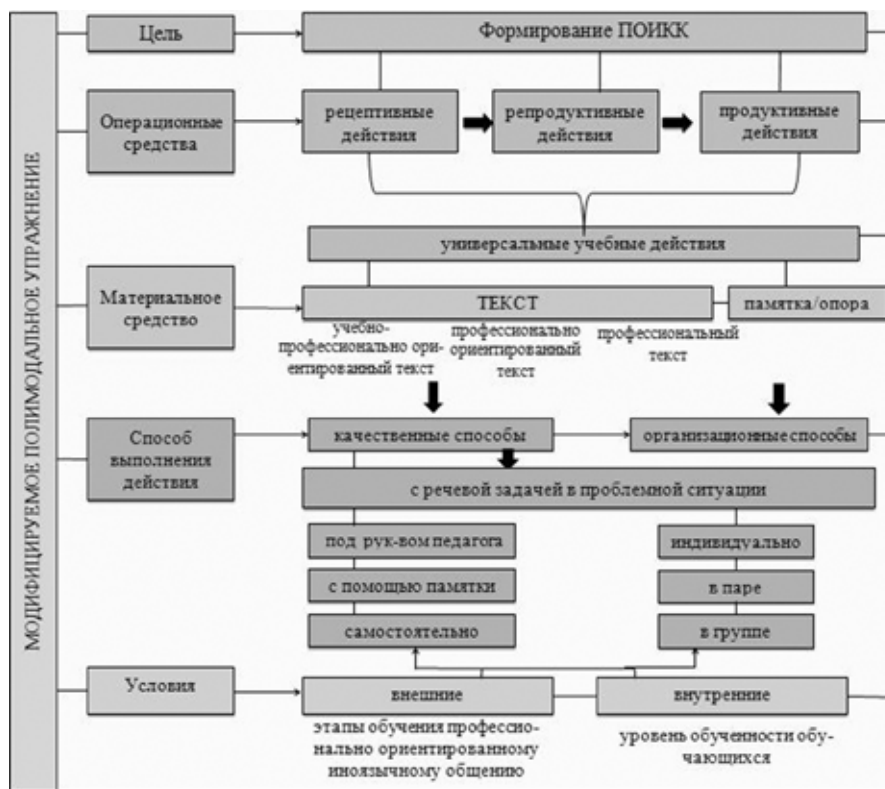 МОДИФИЦИРУЕМОЕ ПОЛИМОДАЛЬНОЕ УПРАЖНЕНИЕ
Цель
Формирование ПОИКК
Операционные
средства
рецептивные
действия
репродуктивные
действия
продуктивные
действия
универсальные учебные действия
Материальное
средство
ТЕКСТ
памятка/опора
учебно-
профессионально ори-
ентированный текст
профессионально
ориентированный
текст
профессиональный
текст
Способ
выполнения
действия
качественные способы
организационные способы
с речевой задачей в проблемной ситуации
под рук-вом педагога
с помощью памятки
самостоятельно
индивидуально
в паре
в группе
Условия
внешние
внутренние
этапы обучения профессио-
нально ориентированному
иноязычному общению
уровень обученности обу-
чающихся